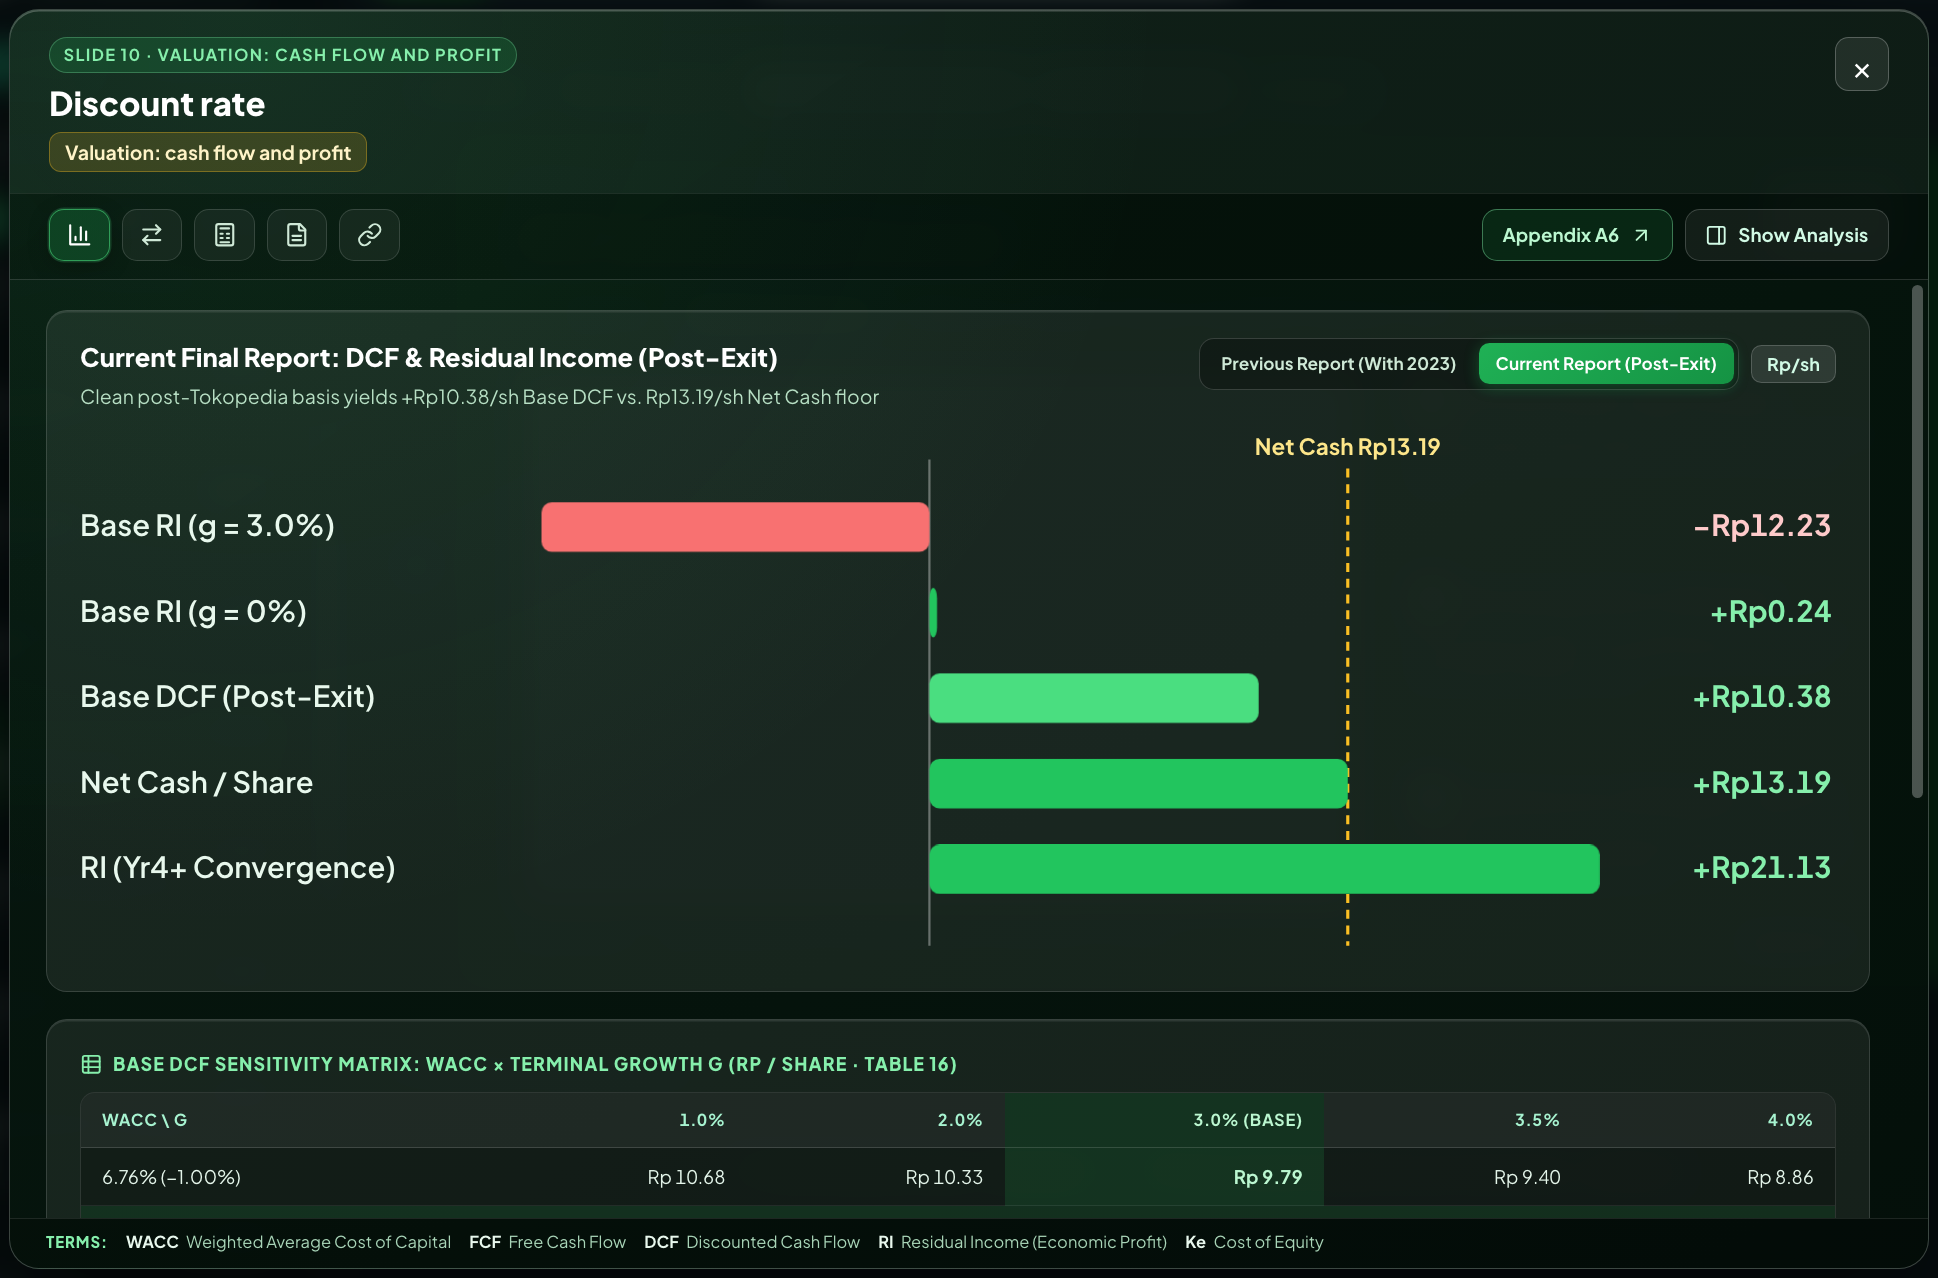 SLIDE 10 · VALUATION: CASH FLOW AND PROFIT
Discount rate
Valuation: cash flow and profit
Appendix A6
Show Analysis
Current Final Report: DCF & Residual Income (Post-Exit)
Previous Report (With 2023)
Current Report (Post-Exit)
Rp/sh
Clean post-Tokopedia basis yields +Rp10.38/sh Base DCF vs. Rp13.19/sh Net Cash floor
Net Cash Rp13.19
Base RI (g = 3.0%)
−Rp12.23
Base RI (g = 0%)
+Rp0.24
Base DCF (Post-Exit)
+Rp10.38
Net Cash / Share
+Rp13.19
RI (Yr4+ Convergence)
+Rp21.13
BASE DCF SENSITIVITY MATRIX: WACC × TERMINAL GROWTH G (RP / SHARE · TABLE 16)
WACC \ G 1.0% 2.0% 3.0% (BASE) 3.5% 4.0%
6.76% (−1.00%) Rp 10.68 Rp 10.33 Rp 9.79 Rp 9.40 Rp 8.86
TERMS: WACC Weighted Average Cost of Capital FCF Free Cash Flow DCF Discounted Cash Flow RI Residual Income (Economic Profit) Ke Cost of Equity